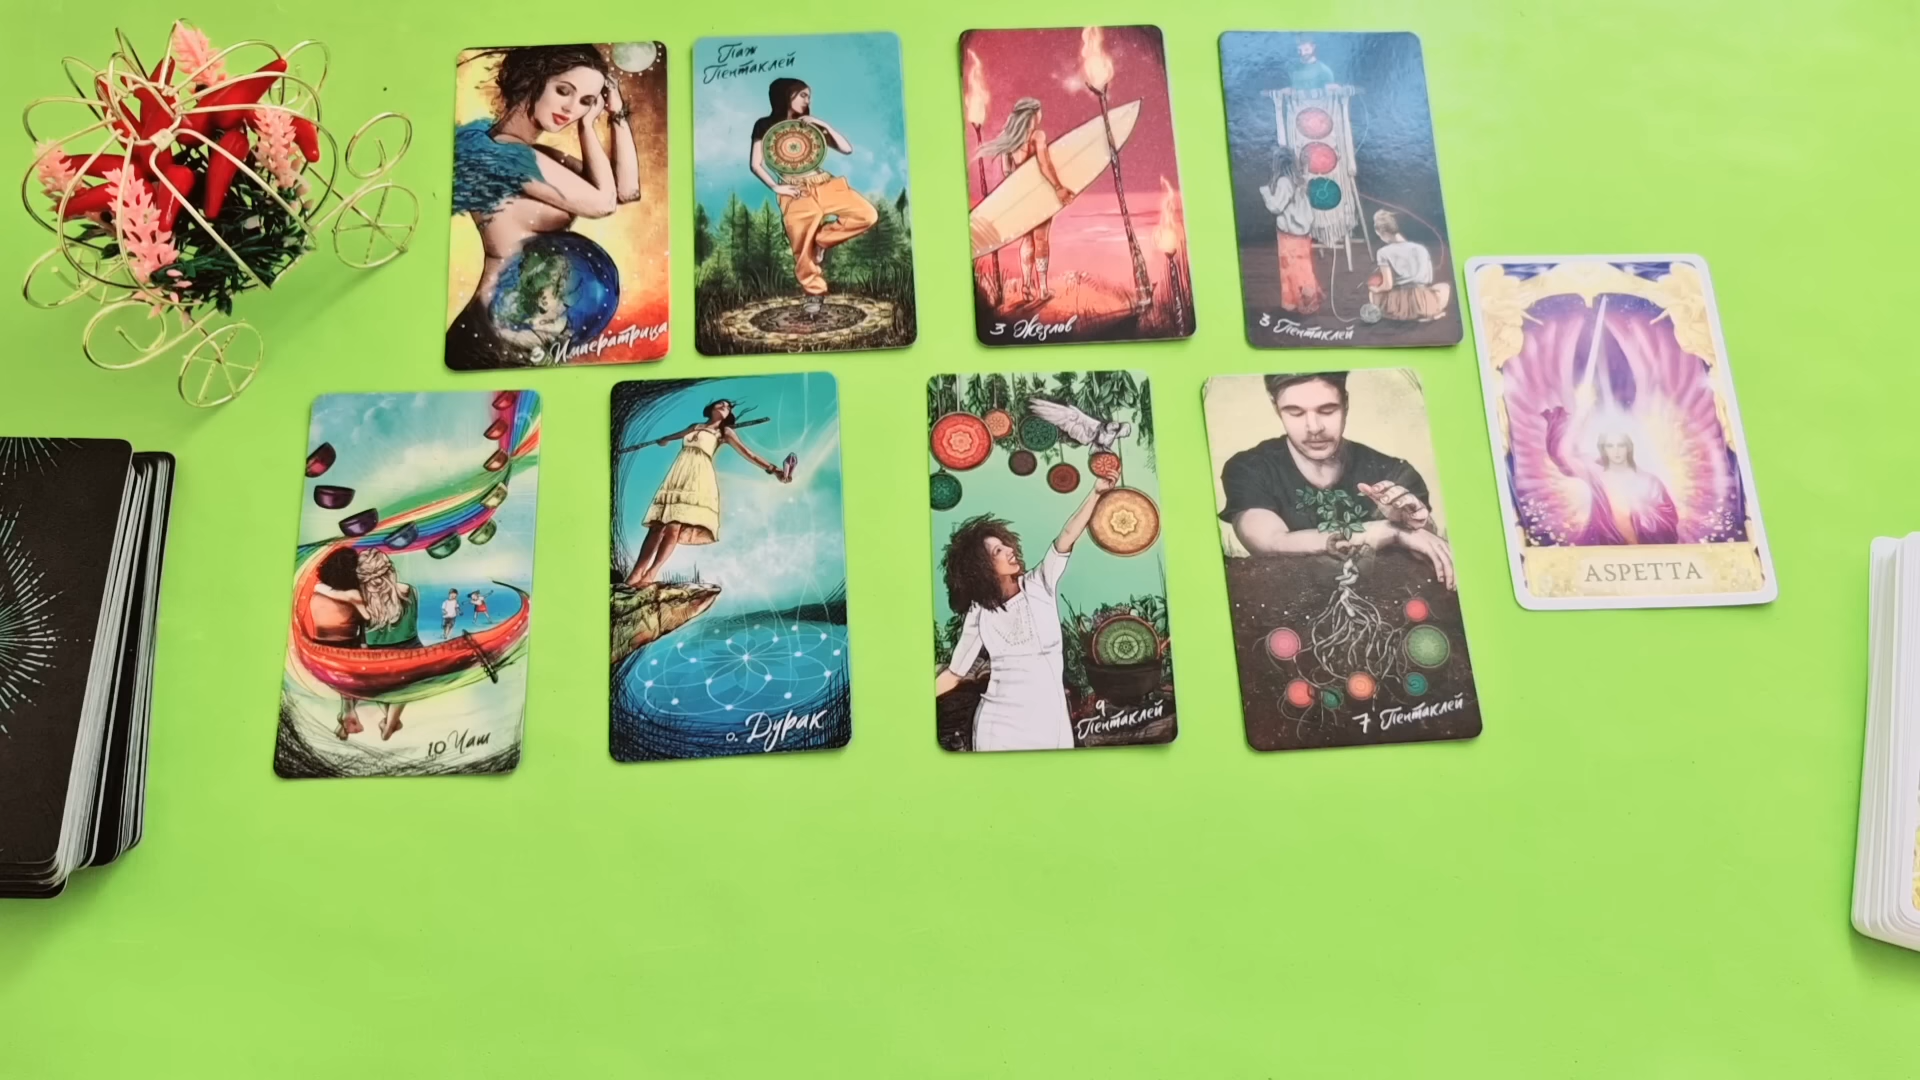 3. Императрица
Паж
Пентаклей
3 Жезлов
3 Пентаклей
10 Чаш
0. Дурак
9
Пентаклей
7 Пентаклей
ASPETTA